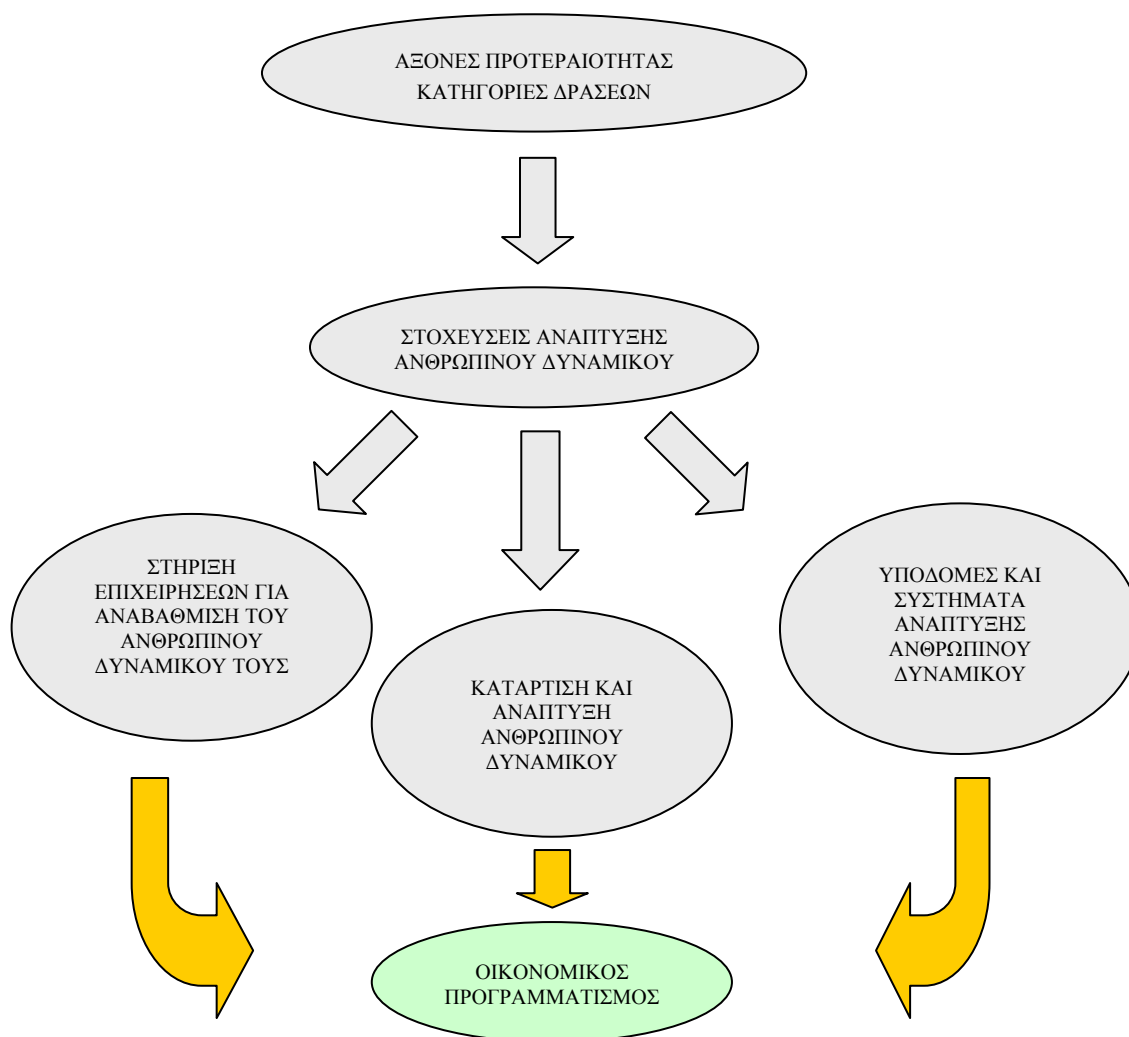 ΑΞΟΝΕΣ ΠΡΟΤΕΡΑΙΟΤΗΤΑΣ
ΚΑΤΗΓΟΡΙΕΣ ΔΡΑΣΕΩΝ
ΣΤΟΧΕΥΣΕΙΣ ΑΝΑΠΤΥΞΗΣ
ΑΝΘΡΩΠΙΝΟΥ ΔΥΝΑΜΙΚΟΥ
ΣΤΗΡΙΞΗ
ΕΠΙΧΕΙΡΗΣΕΩΝ ΓΙΑ
ΑΝΑΒΑΘΜΙΣΗ ΤΟΥ
ΑΝΘΡΩΠΙΝΟΥ
ΔΥΝΑΜΙΚΟΥ ΤΟΥΣ
ΚΑΤΑΡΤΙΣΗ ΚΑΙ
ΑΝΑΠΤΥΞΗ
ΑΝΘΡΩΠΙΝΟΥ
ΔΥΝΑΜΙΚΟΥ
ΥΠΟΔΟΜΕΣ ΚΑΙ
ΣΥΣΤΗΜΑΤΑ
ΑΝΑΠΤΥΞΗΣ
ΑΝΘΡΩΠΙΝΟΥ
ΔΥΝΑΜΙΚΟΥ
ΟΙΚΟΝΟΜΙΚΟΣ
ΠΡΟΓΡΑΜΜΑΤΙΣΜΟΣ